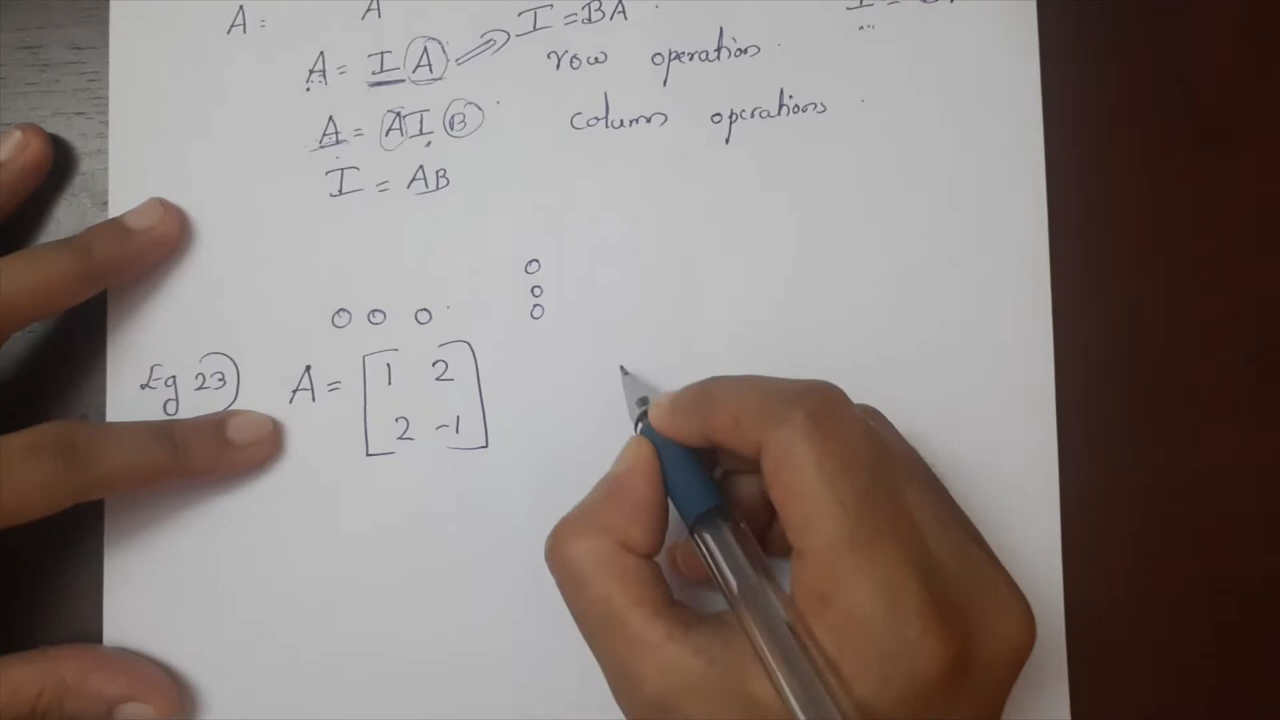 A = A I = BA
A = I A row operation
A = A I B column operations
I = AB
o
o
o o o o
Eg 23) A = [ 1 2
2 -1 ]